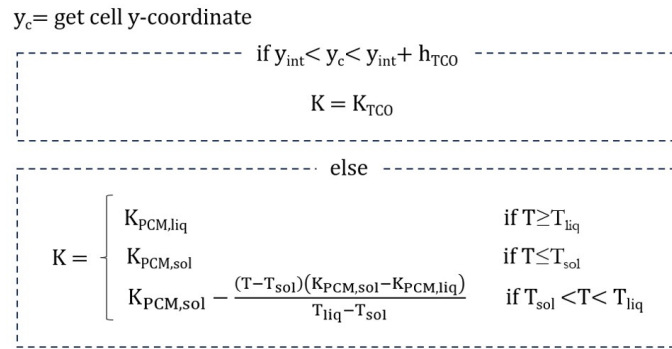 y_c= get cell y-coordinate
if y_int< y_c< y_int+ h_TCO
K = K_TCO
else
K = { K_PCM,liq if T≥T_liq
K_PCM,sol if T≤T_sol
K_PCM,sol − (T−T_sol)(K_PCM,sol−K_PCM,liq) / T_liq−T_sol if T_sol <T< T_liq